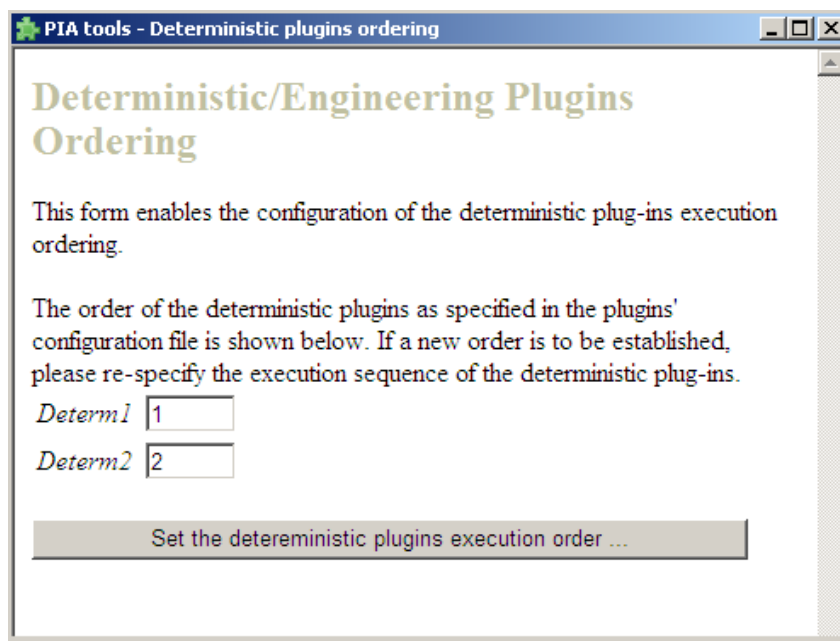 PIA tools - Deterministic plugins ordering
Deterministic/Engineering Plugins
Ordering
This form enables the configuration of the deterministic plug-ins execution
ordering.
The order of the deterministic plugins as specified in the plugins'
configuration file is shown below. If a new order is to be established,
please re-specify the execution sequence of the deterministic plug-ins.
Determ1 1
Determ2 2
Set the detereministic plugins execution order ...